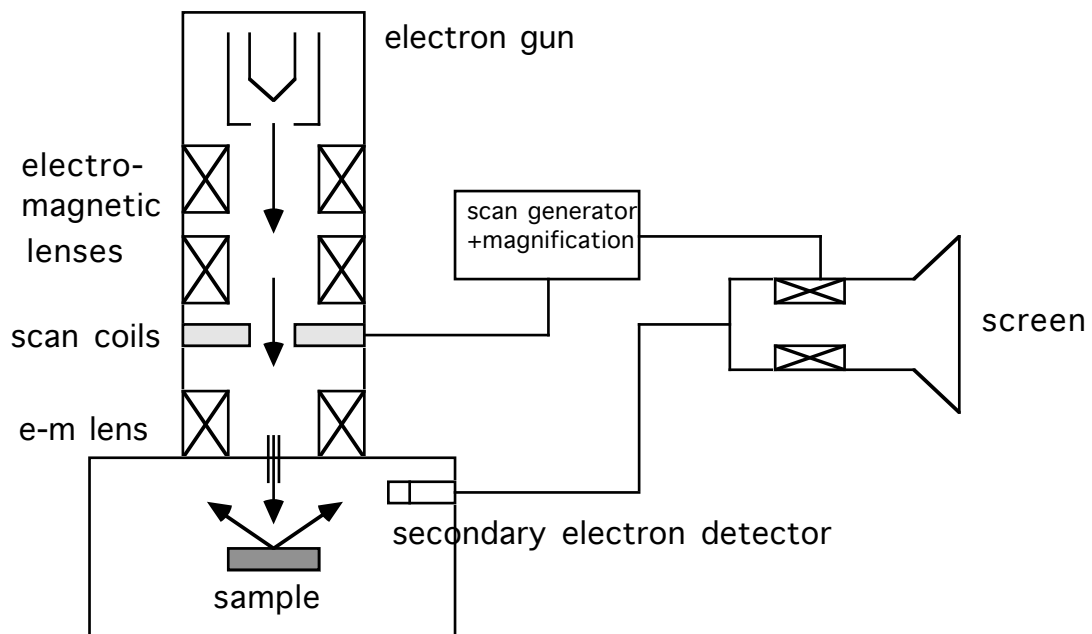 electron gun
electro-
magnetic
lenses
scan generator
+magnification
scan coils
screen
e-m lens
secondary electron detector
sample